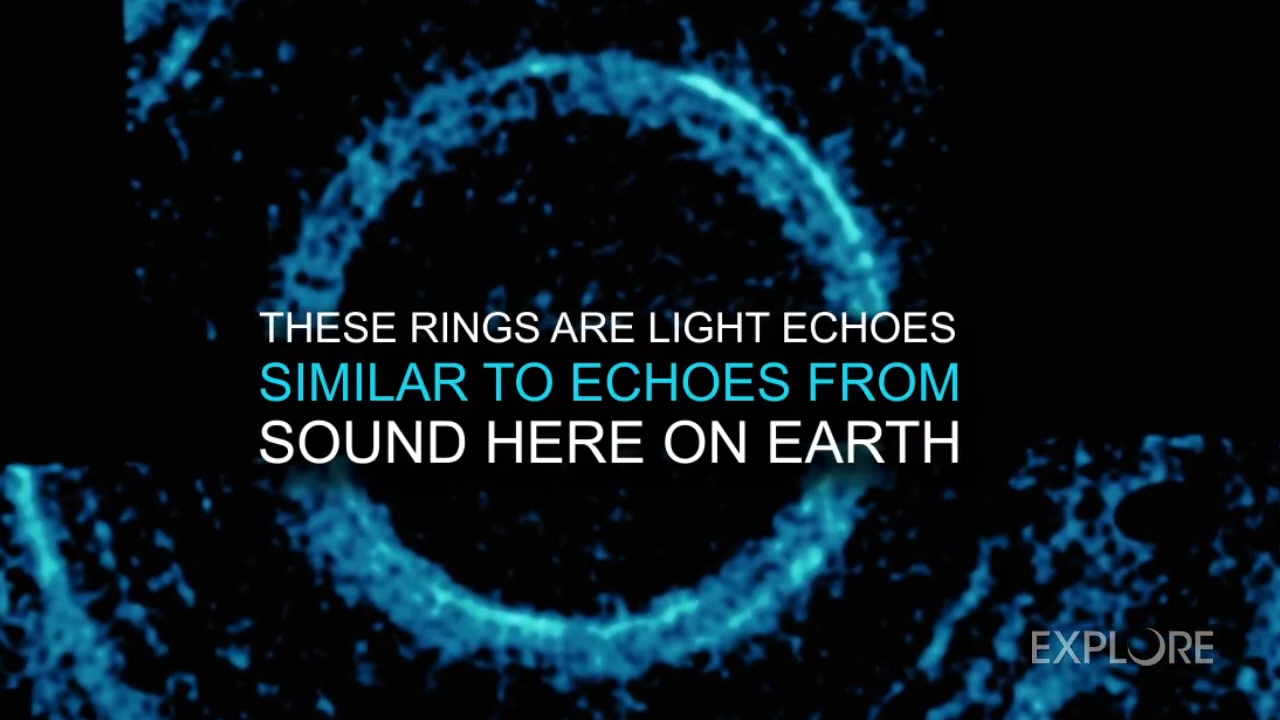 THESE RINGS ARE LIGHT ECHOES
SIMILAR TO ECHOES FROM
SOUND HERE ON EARTH
EXPLORE